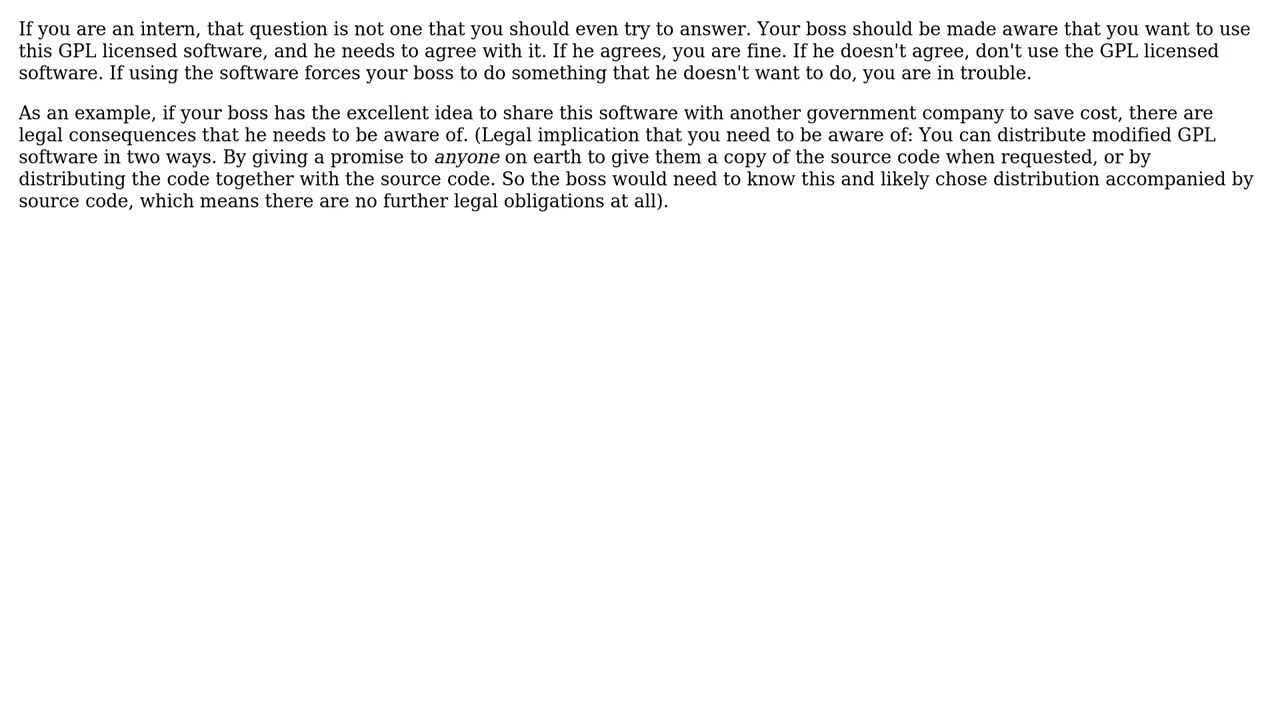 If you are an intern, that question is not one that you should even try to answer. Your boss should be made aware that you want to use
this GPL licensed software, and he needs to agree with it. If he agrees, you are fine. If he doesn't agree, don't use the GPL licensed
software. If using the software forces your boss to do something that he doesn't want to do, you are in trouble.
As an example, if your boss has the excellent idea to share this software with another government company to save cost, there are
legal consequences that he needs to be aware of. (Legal implication that you need to be aware of: You can distribute modified GPL
software in two ways. By giving a promise to anyone on earth to give them a copy of the source code when requested, or by
distributing the code together with the source code. So the boss would need to know this and likely chose distribution accompanied by
source code, which means there are no further legal obligations at all).